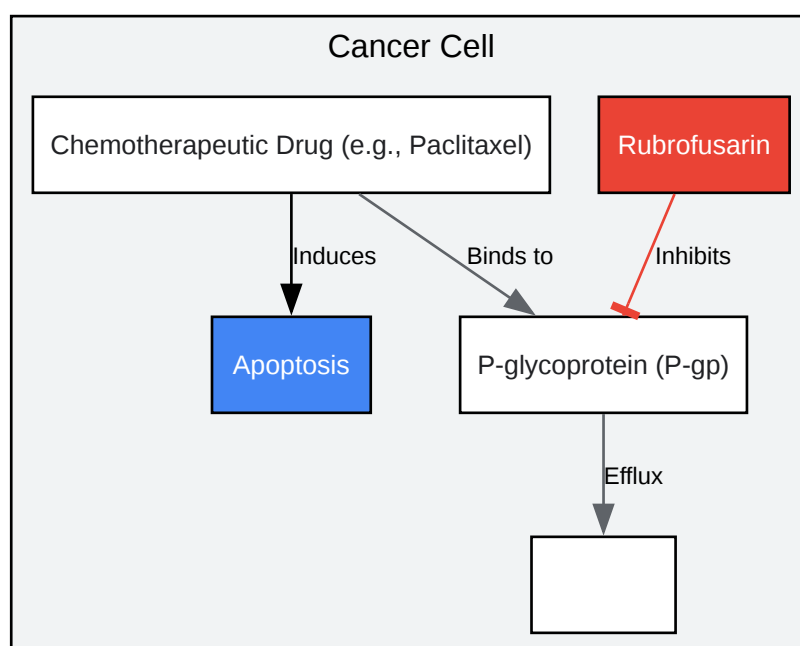 Cancer Cell
Chemotherapeutic Drug (e.g., Paclitaxel)
Rubrofusarin
Induces
Binds to
Inhibits
Apoptosis
P-glycoprotein (P-gp)
Efflux